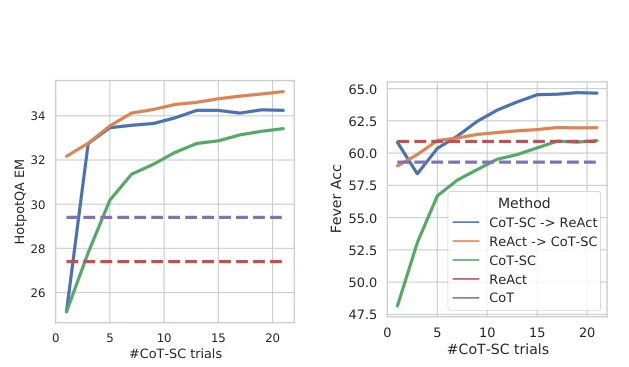 HotpotQA EM
34
32
30
28
26
0 5 10 15 20
#CoT-SC trials
Fever Acc
65.0
62.5
60.0
57.5
55.0
52.5
50.0
47.5
Method
CoT-SC -> ReAct
ReAct -> CoT-SC
CoT-SC
ReAct
CoT
0 5 10 15 20
#CoT-SC trials